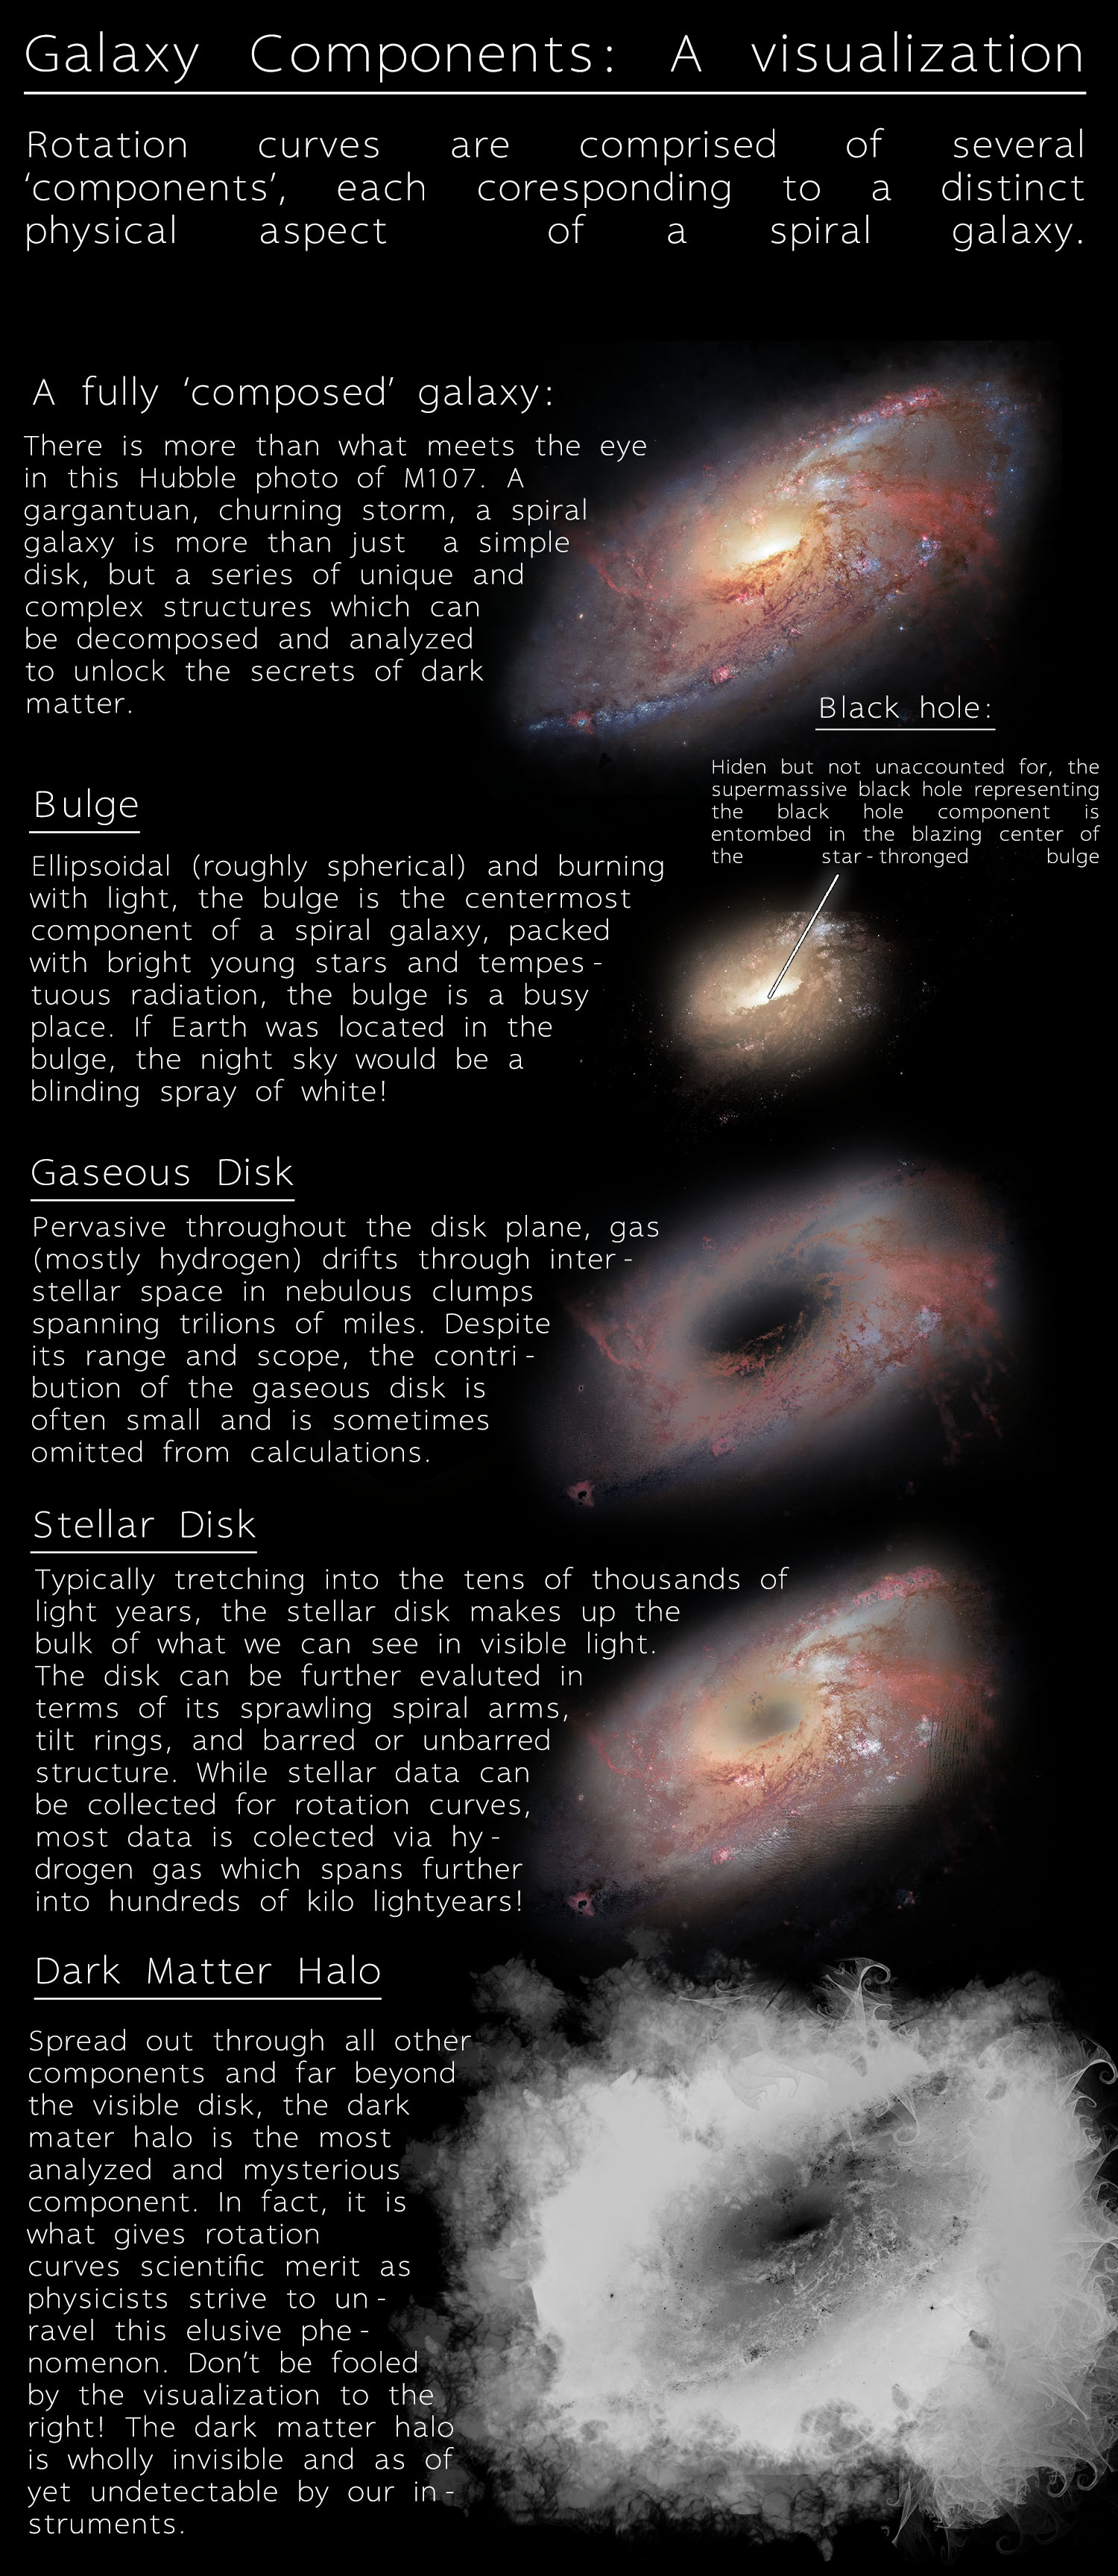 Galaxy Components: A visualization
Rotation curves are comprised of several
‘components’, each coresponding to a distinct
physical aspect of a spiral galaxy.
A fully ‘composed’ galaxy:
There is more than what meets the eye
in this Hubble photo of M107. A
gargantuan, churning storm, a spiral
galaxy is more than just a simple
disk, but a series of unique and
complex structures which can
be decomposed and analyzed
to unlock the secrets of dark
matter.
Black hole:
Hiden but not unaccounted for, the
supermassive black hole representing
the black hole component is
entombed in the blazing center of
the star-thronged bulge
Bulge
Ellipsoidal (roughly spherical) and burning
with light, the bulge is the centermost
component of a spiral galaxy, packed
with bright young stars and tempes-
tuous radiation, the bulge is a busy
place. If Earth was located in the
bulge, the night sky would be a
blinding spray of white!
Gaseous Disk
Pervasive throughout the disk plane, gas
(mostly hydrogen) drifts through inter-
stellar space in nebulous clumps
spanning trilions of miles. Despite
its range and scope, the contri-
bution of the gaseous disk is
often small and is sometimes
omitted from calculations.
Stellar Disk
Typically tretching into the tens of thousands of
light years, the stellar disk makes up the
bulk of what we can see in visible light.
The disk can be further evaluted in
terms of its sprawling spiral arms,
tilt rings, and barred or unbarred
structure. While stellar data can
be collected for rotation curves,
most data is colected via hy-
drogen gas which spans further
into hundreds of kilo lightyears!
Dark Matter Halo
Spread out through all other
components and far beyond
the visible disk, the dark
mater halo is the most
analyzed and mysterious
component. In fact, it is
what gives rotation
curves scientific merit as
physicists strive to un-
ravel this elusive phe-
nomenon. Don’t be fooled
by the visualization to the
right! The dark matter halo
is wholly invisible and as of
yet undetectable by our in-
struments.